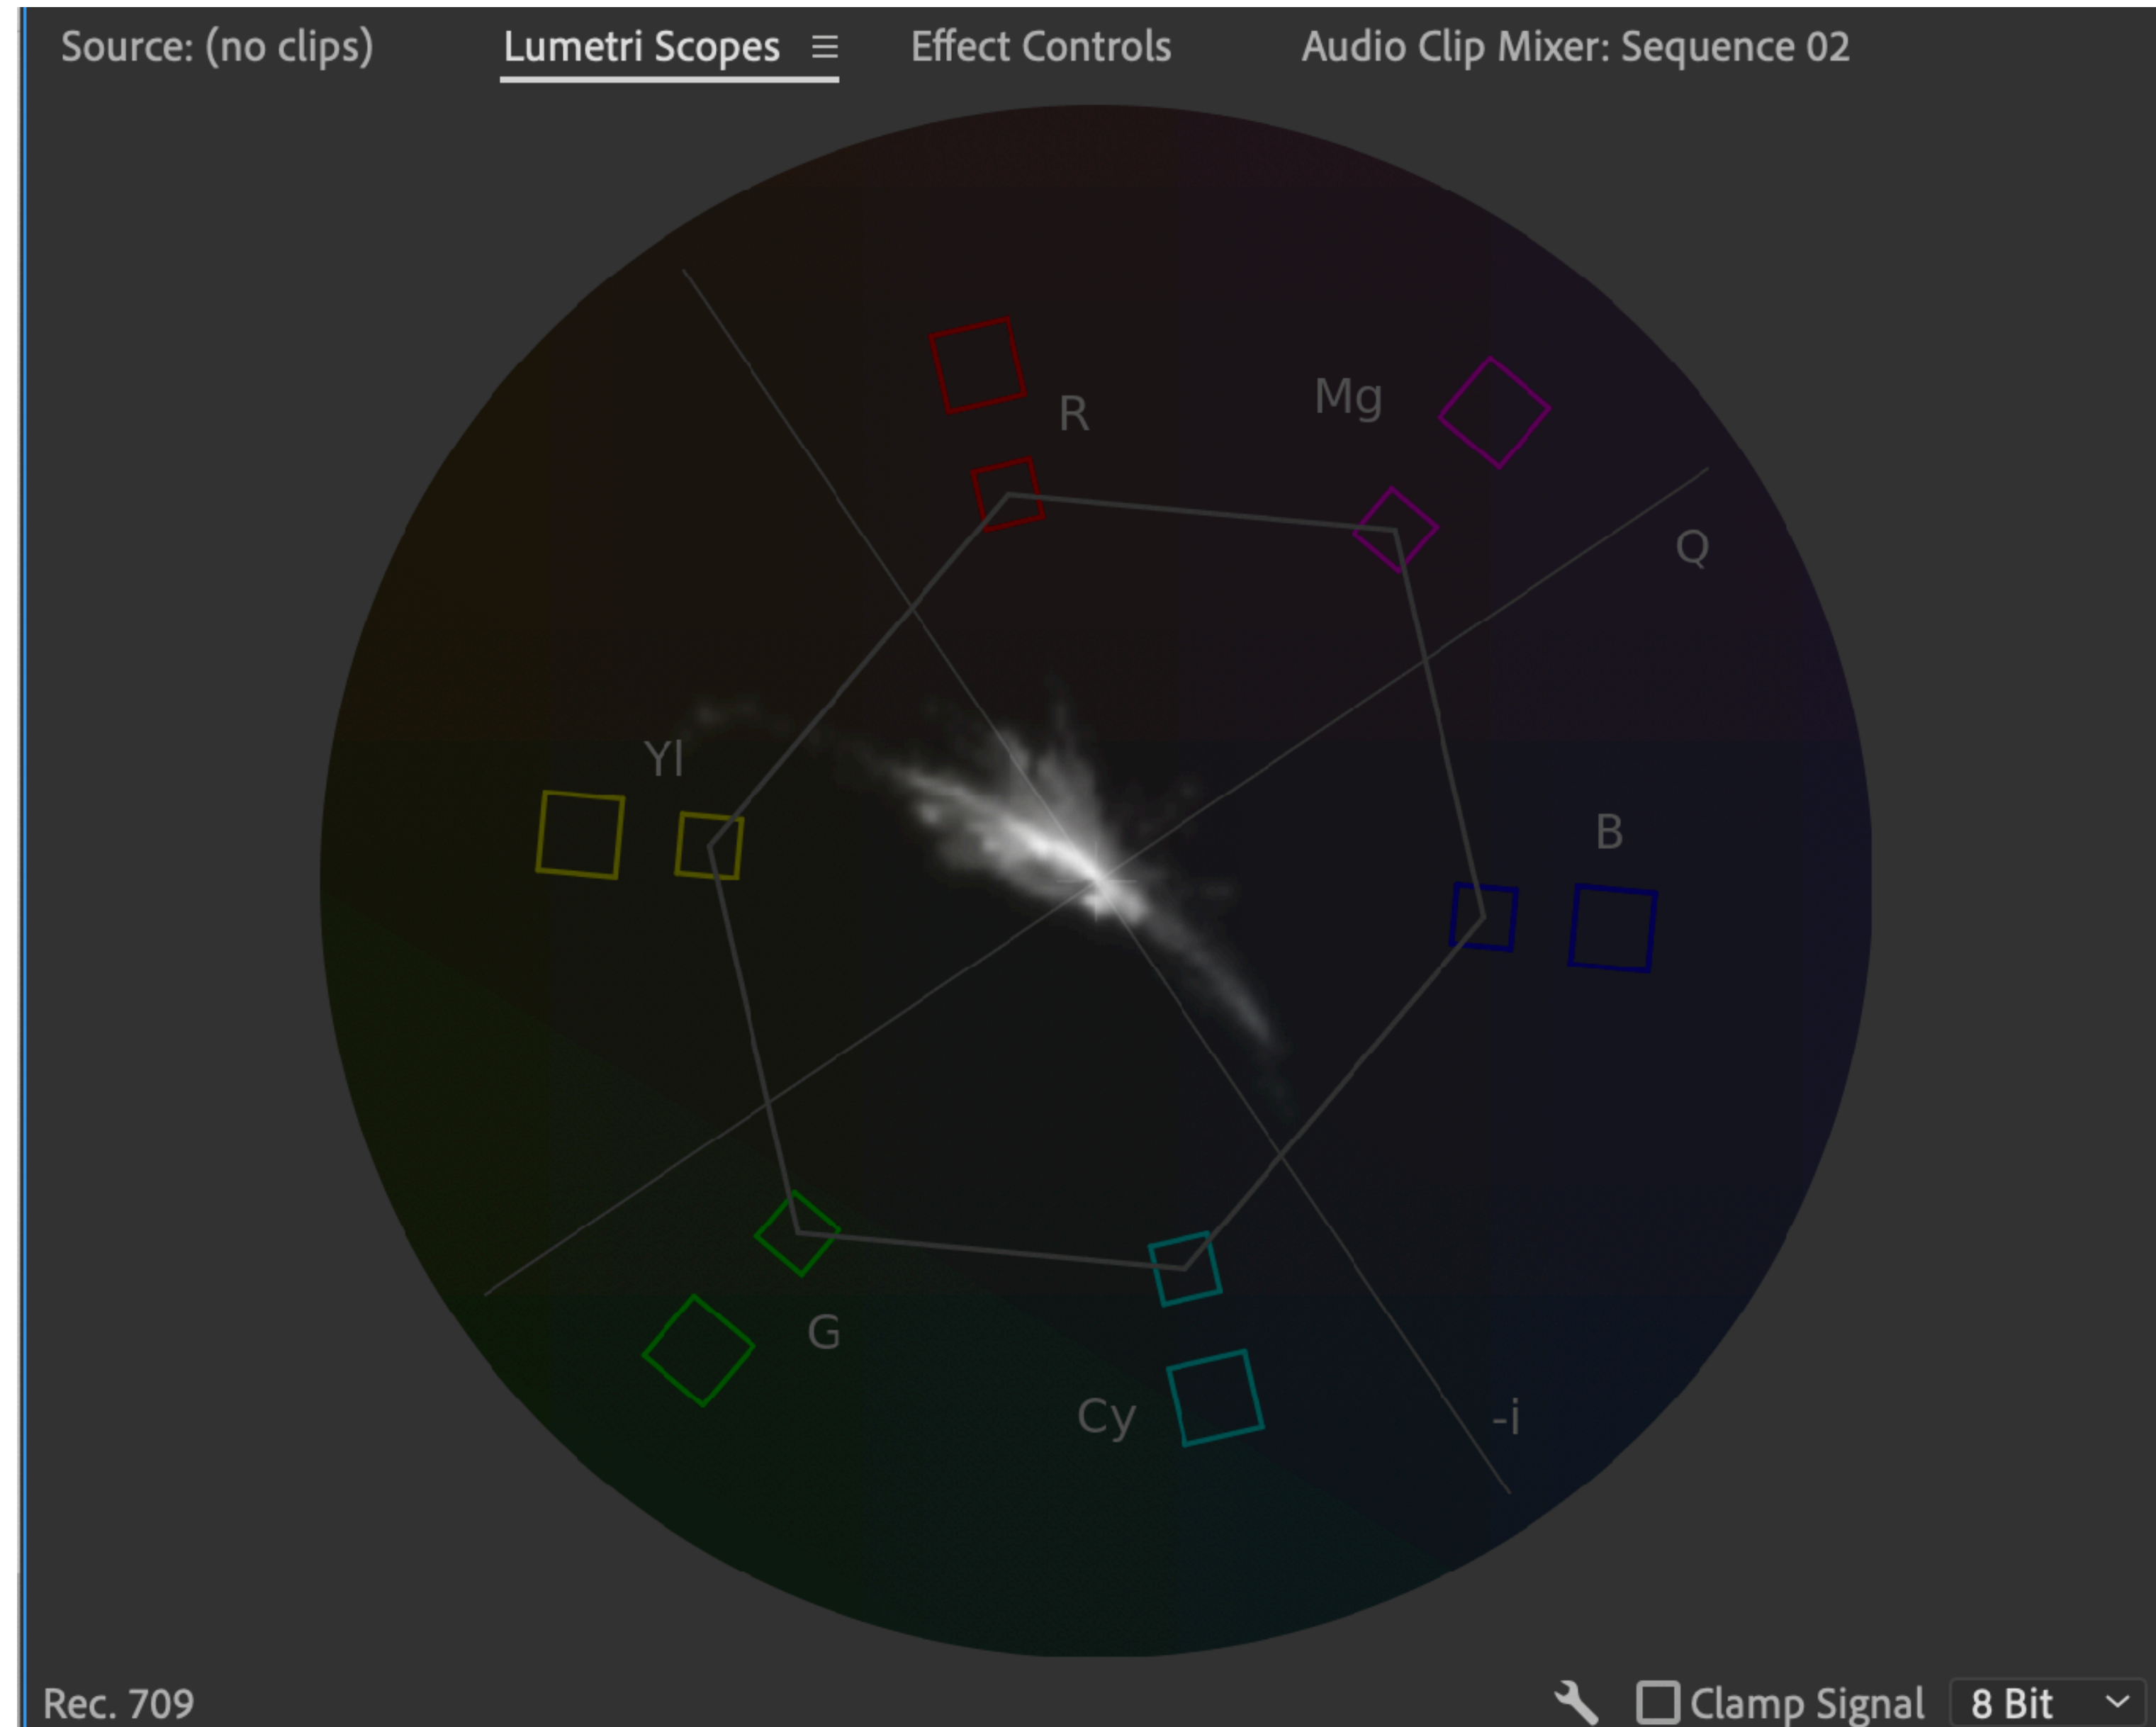 Source: (no clips) Lumetri Scopes Effect Controls Audio Clip Mixer: Sequence 02
R
Mg
Q
Yl
B
G
Cy
-i
Rec. 709 Clamp Signal 8 Bit